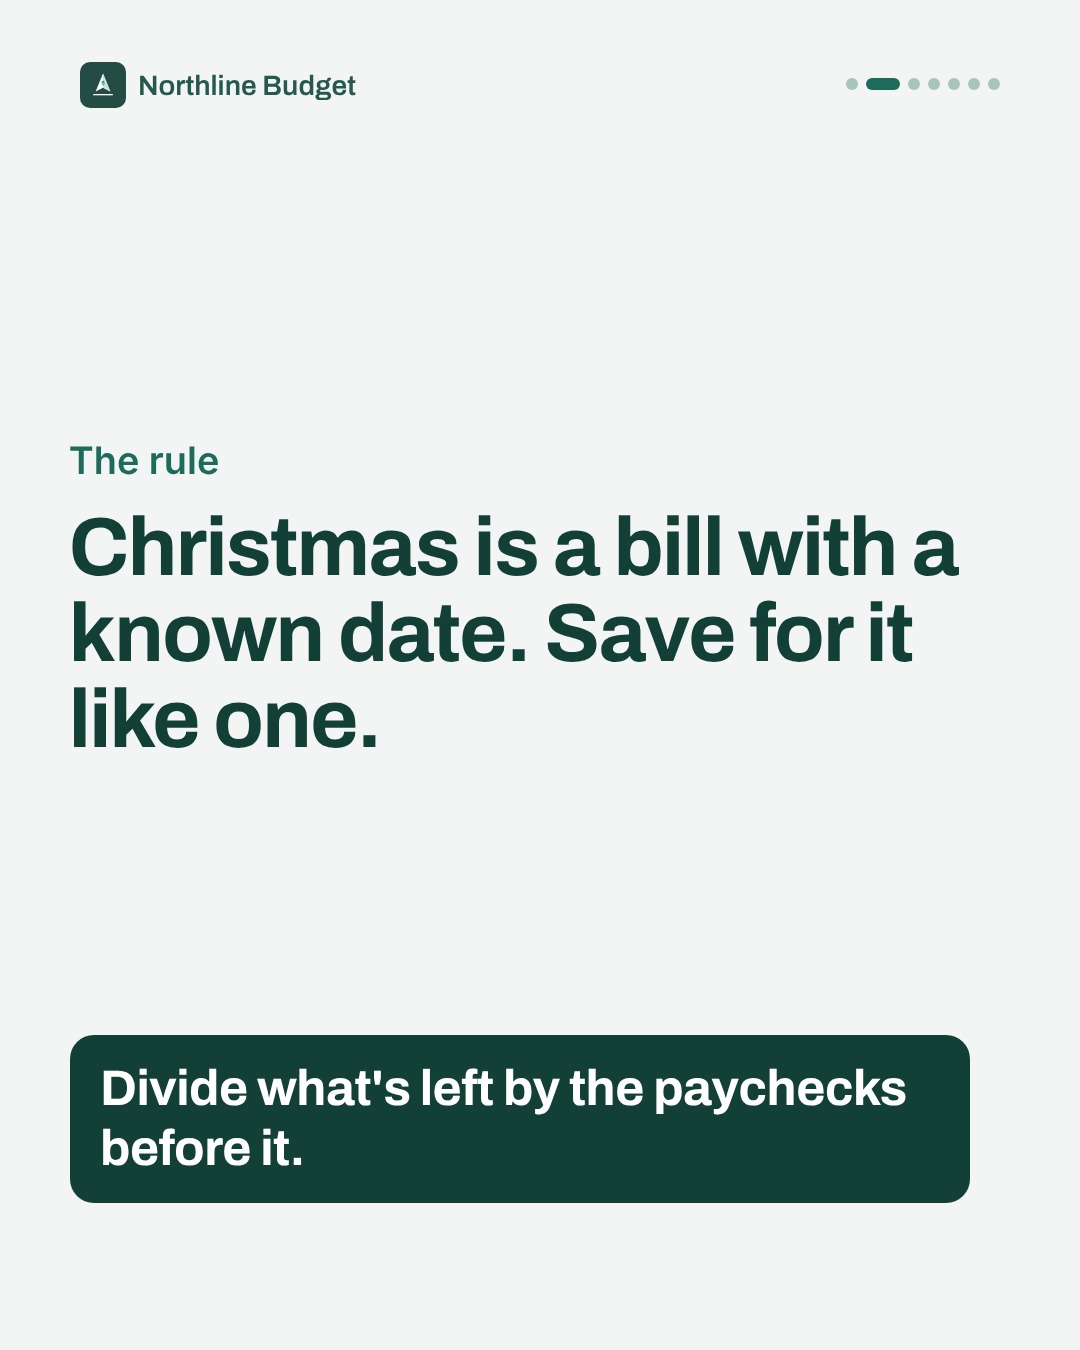 Northline Budget
The rule
Christmas is a bill with a
known date. Save for it
like one.
Divide what's left by the paychecks
before it.